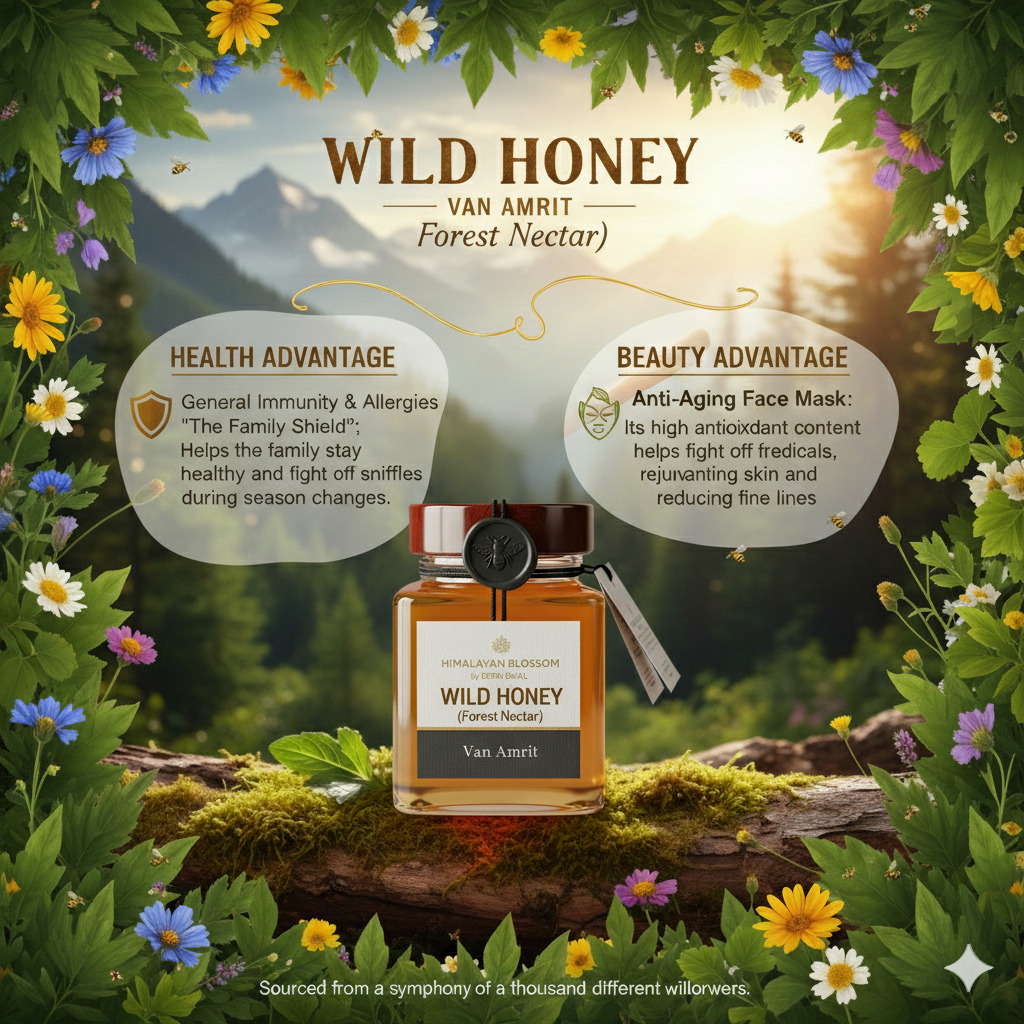 WILD HONEY
VAN AMRIT
Forest Nectar)
HEALTH ADVANTAGE
General Immunity & Allergies
"The Family Shield";
Helps the family stay
healthy and fight off sniffles
during season changes.
BEAUTY ADVANTAGE
Anti-Aging Face Mask:
Its high antioixdant content
helps fight off fredicals,
rejuıvanting skin and
reducing fine lines
HIMALAYAN BLOSSOM
by
WILD HONEY
(Forest Nectar)
Van Amrit
Sourced from a symphony of a thousand different willorwers.